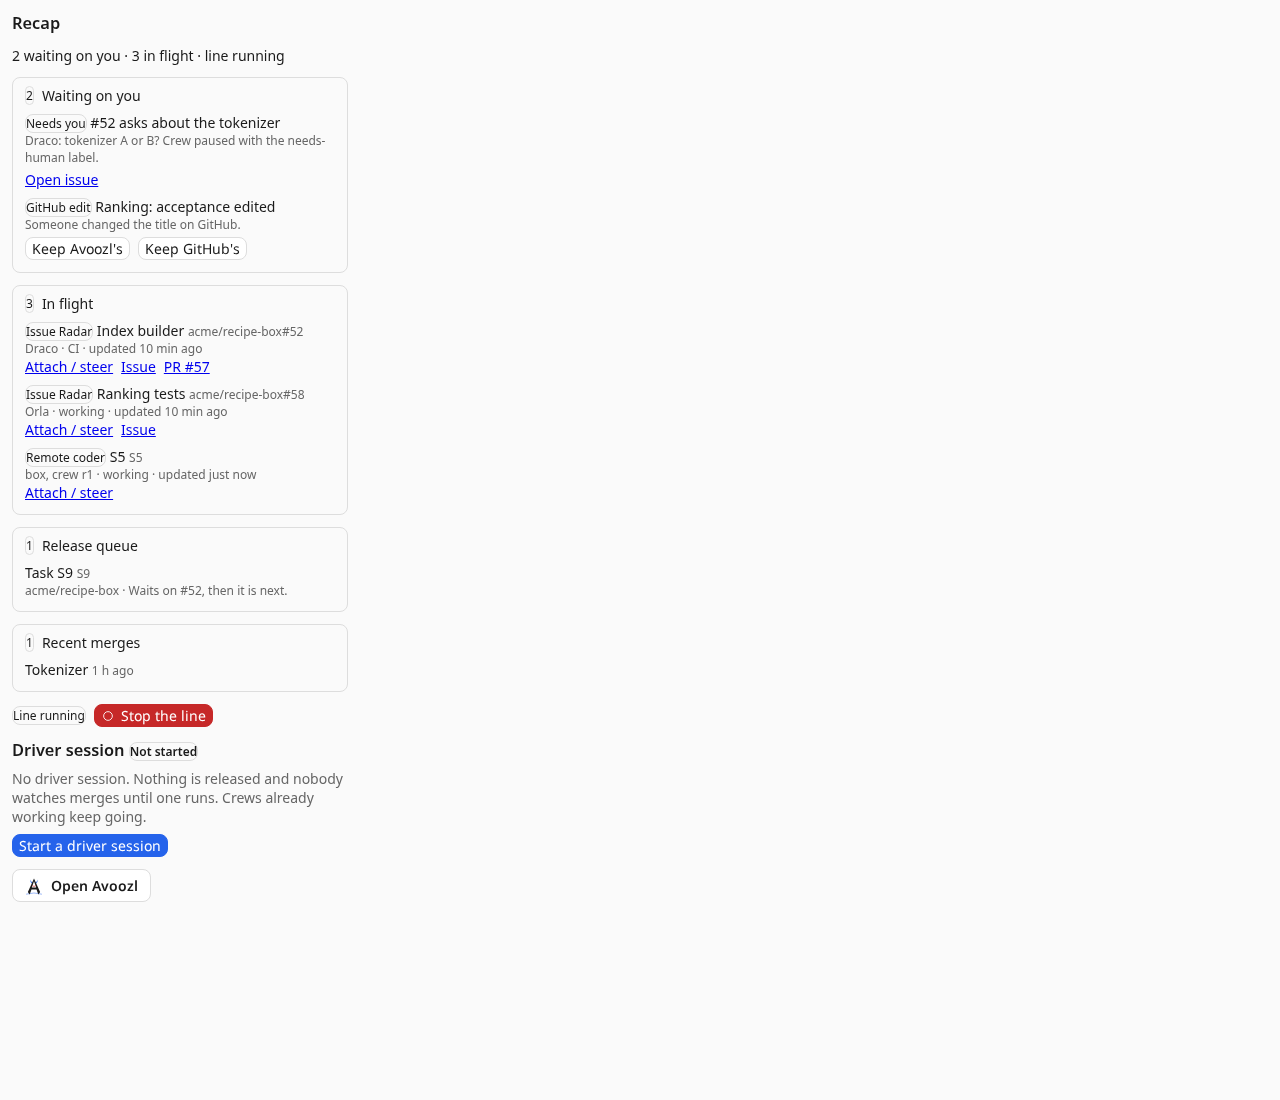 Recap
2 waiting on you · 3 in flight · line running
2 Waiting on you
Needs you #52 asks about the tokenizer
Draco: tokenizer A or B? Crew paused with the needs-
human label.
Open issue
GitHub edit Ranking: acceptance edited
Someone changed the title on GitHub.
Keep Avoozl's Keep GitHub's
3 In flight
Issue Radar Index builder acme/recipe-box#52
Draco · CI · updated 10 min ago
Attach / steer Issue PR #57
Issue Radar Ranking tests acme/recipe-box#58
Orla · working · updated 10 min ago
Attach / steer Issue
Remote coder S5 S5
box, crew r1 · working · updated just now
Attach / steer
1 Release queue
Task S9 S9
acme/recipe-box · Waits on #52, then it is next.
1 Recent merges
Tokenizer 1 h ago
Line running Stop the line
Driver session Not started
No driver session. Nothing is released and nobody
watches merges until one runs. Crews already
working keep going.
Start a driver session
Open Avoozl